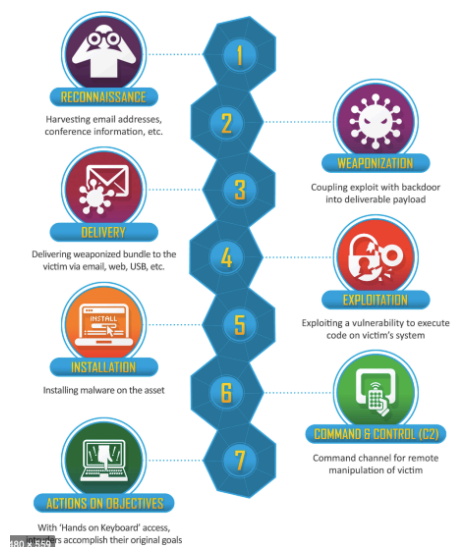 1
RECONNAISSANCE
Harvesting email addresses,
conference information, etc.
2
WEAPONIZATION
Coupling exploit with backdoor
into deliverable payload
3
DELIVERY
Delivering weaponized bundle to the
victim via email, web, USB, etc.
4
EXPLOITATION
Exploiting a vulnerability to execute
code on victim's system
5
INSTALL
INSTALLATION
Installing malware on the asset
6
COMMAND & CONTROL (C2)
Command channel for remote
manipulation of victim
7
ACTIONS ON OBJECTIVES
With 'Hands on Keyboard' access,
intruders accomplish their original goals
480 × 559